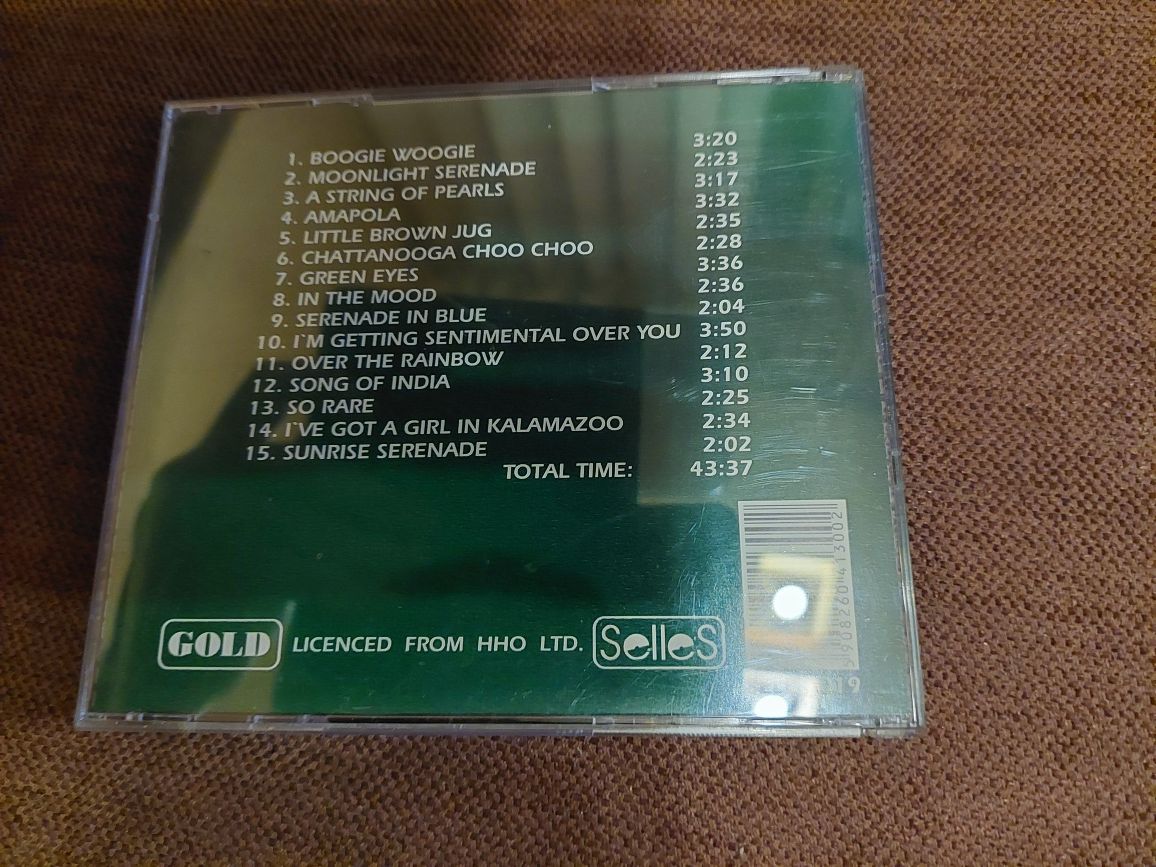 1. BOOGIE WOOGIE 3:20
2. MOONLIGHT SERENADE 2:23
3. A STRING OF PEARLS 3:17
4. AMAPOLA 3:32
5. LITTLE BROWN JUG 2:35
6. CHATTANOOGA CHOO CHOO 2:28
7. GREEN EYES 3:36
8. IN THE MOOD 2:36
9. SERENADE IN BLUE 2:04
10. I`M GETTING SENTIMENTAL OVER YOU 3:50
11. OVER THE RAINBOW 2:12
12. SONG OF INDIA 3:10
13. SO RARE 2:25
14. I`VE GOT A GIRL IN KALAMAZOO 2:34
15. SUNRISE SERENADE 2:02
TOTAL TIME: 43:37
GOLD LICENCED FROM HHO LTD. SelleS
5 908260 413002